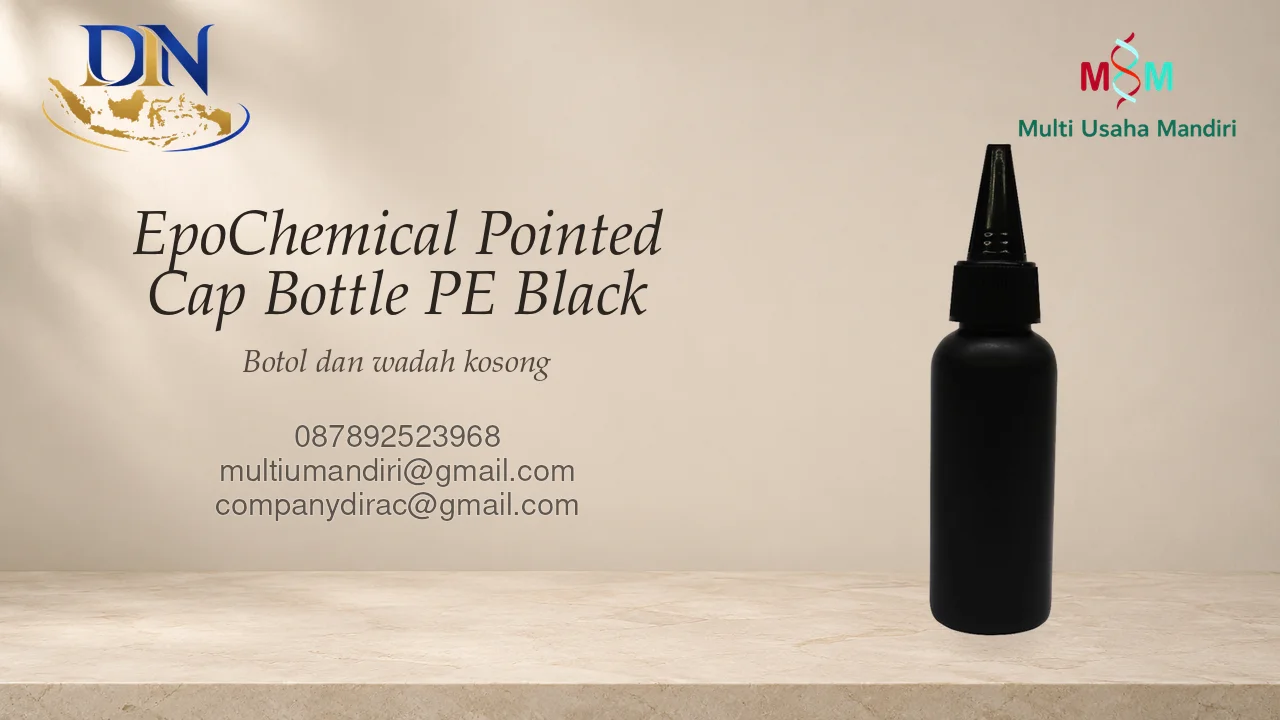 DIN
MSM
Multi Usaha Mandiri
EpoChemical Pointed
Cap Bottle PE Black
Botol dan wadah kosong
087892523968
multiumandiri@gmail.com
companydirac@gmail.com